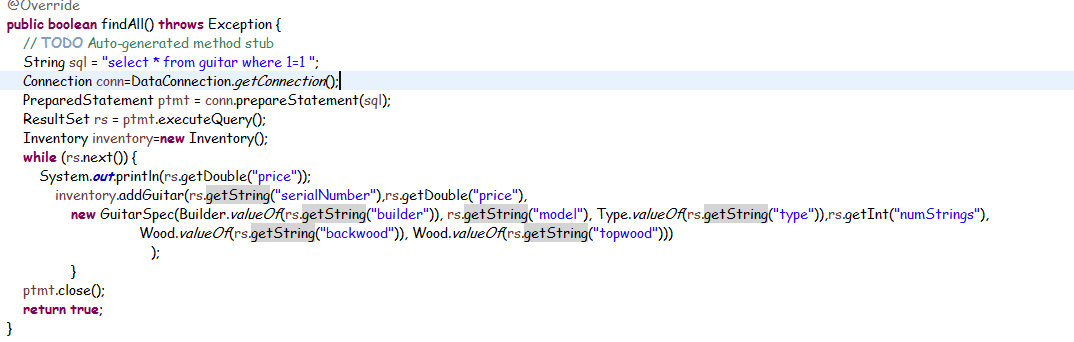 @Override
public boolean findAll() throws Exception {
// TODO Auto-generated method stub
String sql = "select * from guitar where 1=1 ";
Connection conn=DataConnection.getConnection();
PreparedStatement ptmt = conn.prepareStatement(sql);
ResultSet rs = ptmt.executeQuery();
Inventory inventory=new Inventory();
while (rs.next()) {
System.out.println(rs.getDouble("price"));
inventory.addGuitar(rs.getString("serialNumber"),rs.getDouble("price"),
new GuitarSpec(Builder.valueOf(rs.getString("builder")), rs.getString("model"), Type.valueOf(rs.getString("type")),rs.getInt("numStrings"),
Wood.valueOf(rs.getString("backwood")), Wood.valueOf(rs.getString("topwood")))
);
}
ptmt.close();
return true;
}